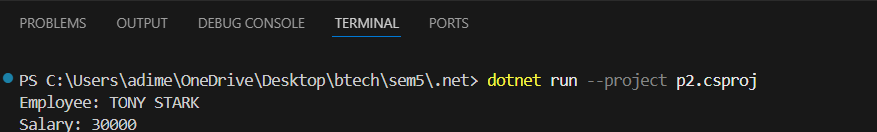 PROBLEMS OUTPUT DEBUG CONSOLE TERMINAL PORTS
PS C:\Users\adime\OneDrive\Desktop\btech\sem5\.net> dotnet run --project p2.csproj
Employee: TONY STARK
Salary: 30000